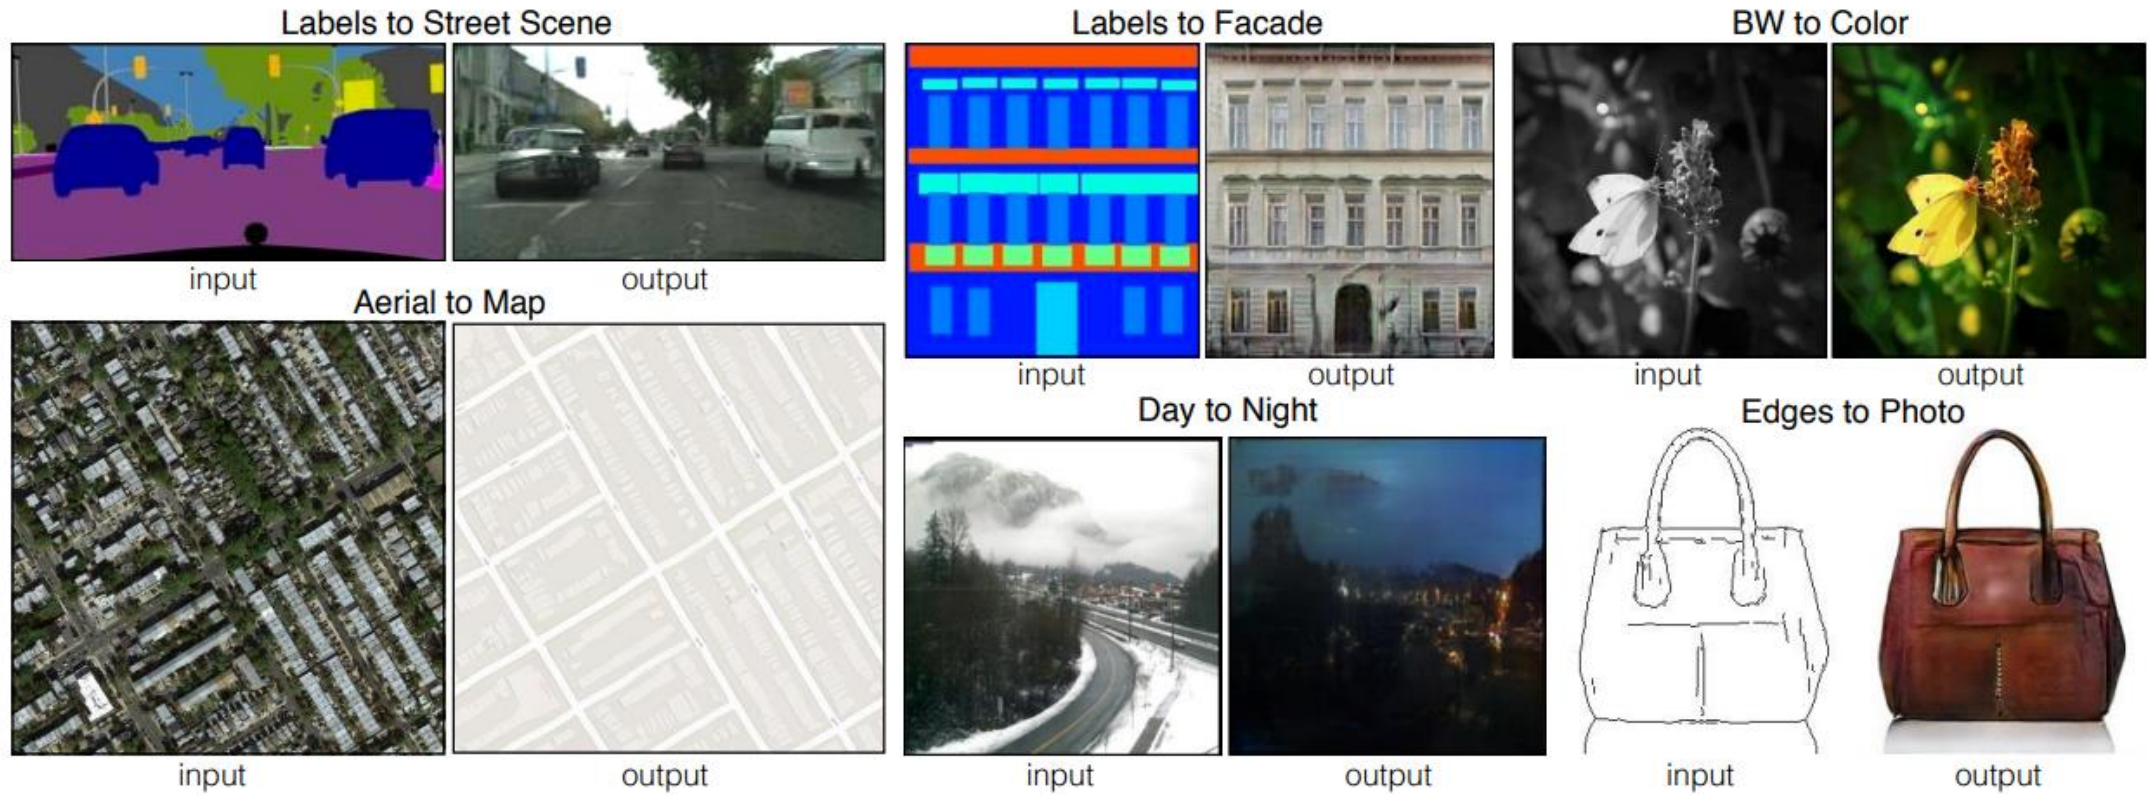 Labels to Street Scene
input
output
Aerial to Map
input
output
Labels to Facade
input
output
BW to Color
input
output
Day to Night
input
output
Edges to Photo
input
output